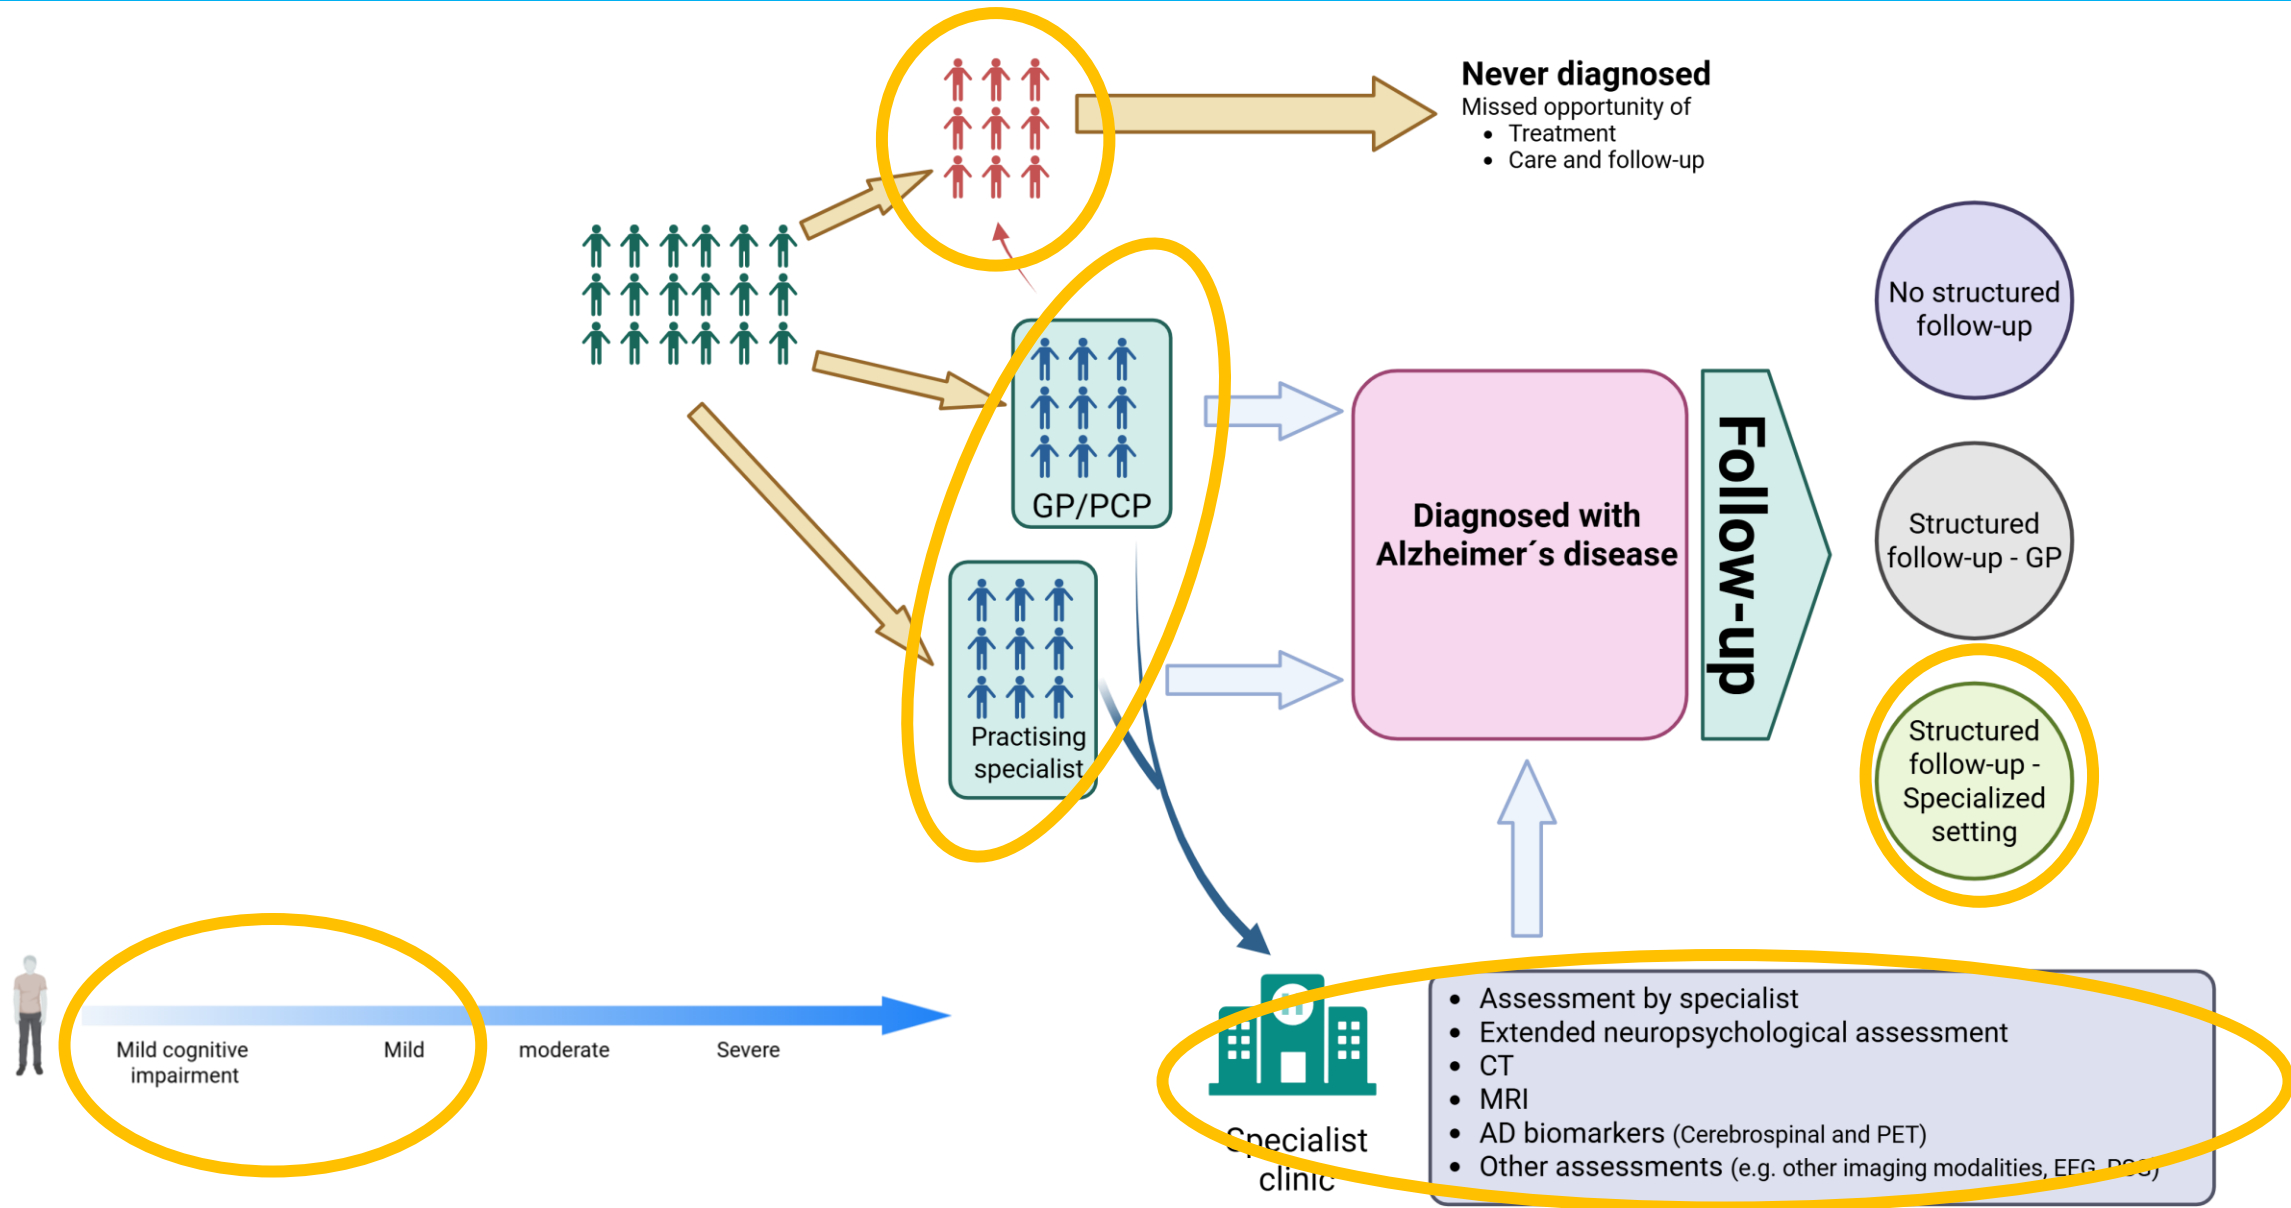 Never diagnosed
Missed opportunity of
• Treatment
• Care and follow-up
No structured
follow-up
GP/PCP
Diagnosed with
Alzheimer´s disease
Follow-up
Structured
follow-up - GP
Practising
specialist
Structured
follow-up -
Specialized
setting
Mild cognitive
impairment
Mild
moderate
Severe
Specialist
clinic
• Assessment by specialist
• Extended neuropsychological assessment
• CT
• MRI
• AD biomarkers (Cerebrospinal and PET)
• Other assessments (e.g. other imaging modalities, EEG, PSG)